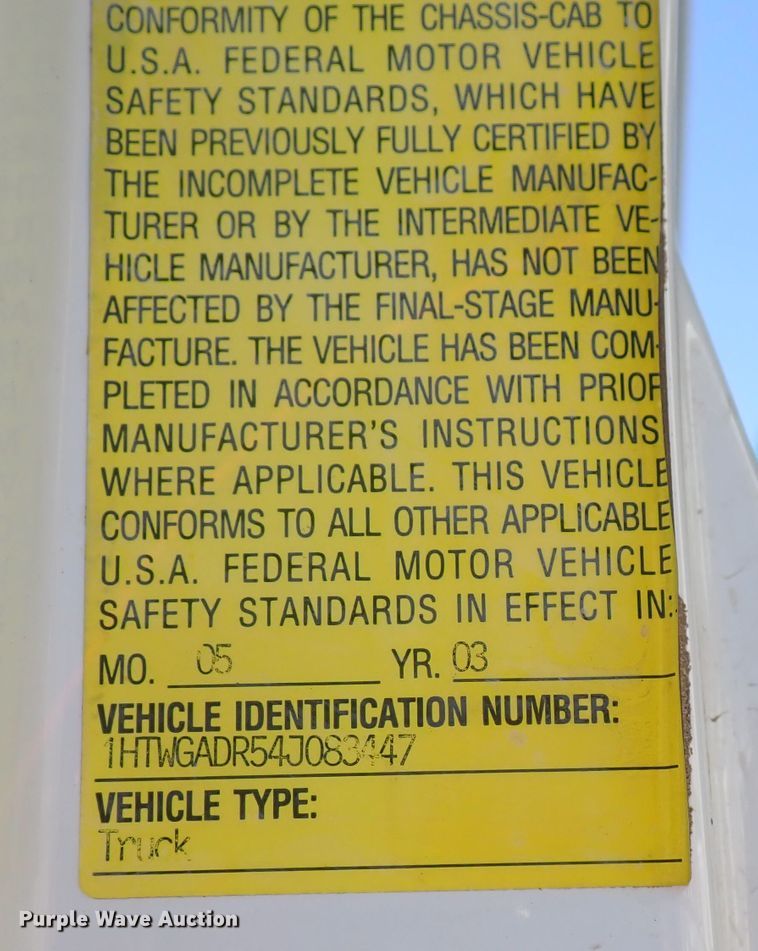 CONFORMITY OF THE CHASSIS-CAB TO
U.S.A. FEDERAL MOTOR VEHICLE
SAFETY STANDARDS, WHICH HAVE
BEEN PREVIOUSLY FULLY CERTIFIED BY
THE INCOMPLETE VEHICLE MANUFAC-
TURER OR BY THE INTERMEDIATE VE-
HICLE MANUFACTURER, HAS NOT BEEN
AFFECTED BY THE FINAL-STAGE MANU-
FACTURE. THE VEHICLE HAS BEEN COM-
PLETED IN ACCORDANCE WITH PRIOR
MANUFACTURER'S INSTRUCTIONS
WHERE APPLICABLE. THIS VEHICLE
CONFORMS TO ALL OTHER APPLICABLE
U.S.A. FEDERAL MOTOR VEHICLE
SAFETY STANDARDS IN EFFECT IN:
MO. 05 YR. 03
VEHICLE IDENTIFICATION NUMBER:
1HTWGADR54J083447
VEHICLE TYPE:
Truck
Purple Wave Auction